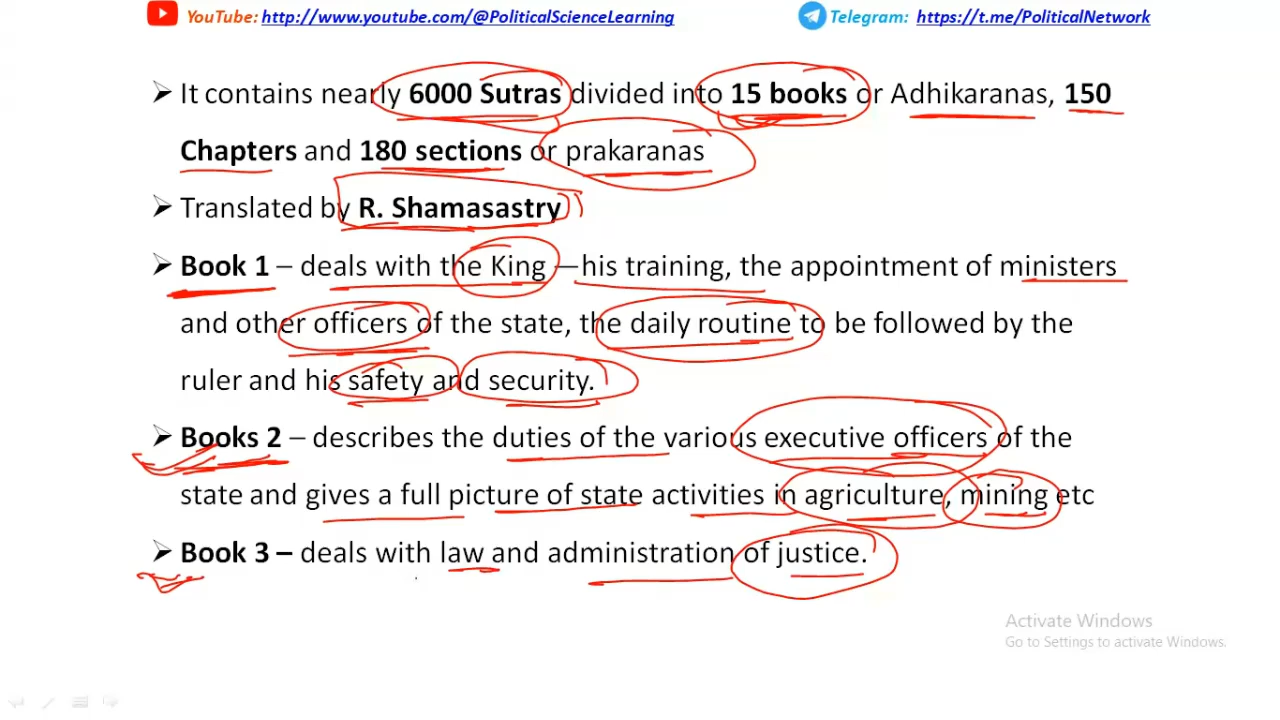 YouTube: http://www.youtube.com/@PoliticalScienceLearning Telegram: https://t.me/PoliticalNetwork
➢ It contains nearly 6000 Sutras divided into 15 books or Adhikaranas, 150
Chapters and 180 sections or prakaranas
➢ Translated by R. Shamasastry
➢ Book 1 – deals with the King —his training, the appointment of ministers
and other officers of the state, the daily routine to be followed by the
ruler and his safety and security.
➢ Books 2 – describes the duties of the various executive officers of the
state and gives a full picture of state activities in agriculture, mining etc
➢ Book 3 – deals with law and administration of justice.
Activate Windows
Go to Settings to activate Windows.